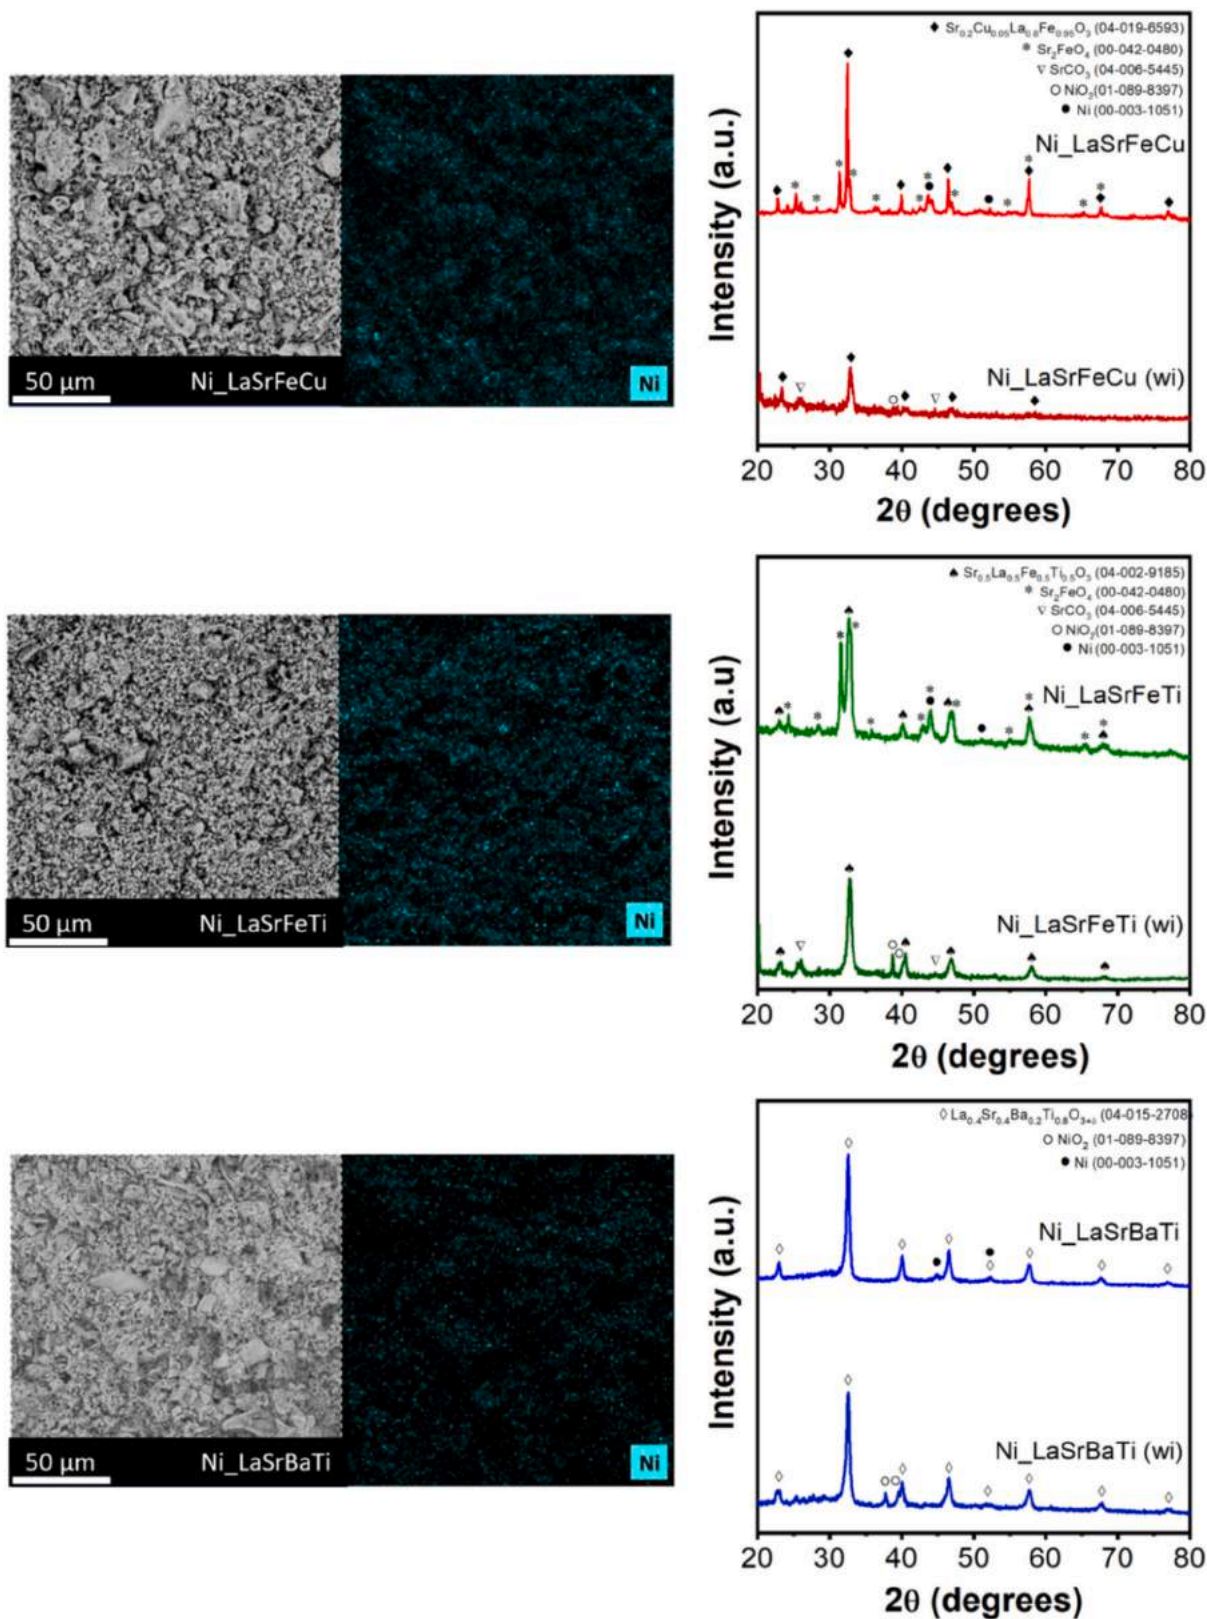 50 µm Ni_LaSrFeCu
Ni
Intensity (a.u.)
◆ Sr0.2Cu0.05La0.8Fe0.95O3 (04-019-6593)
* Sr2FeO4 (00-042-0480)
∇ SrCO3 (04-006-5445)
○ NiO2(01-089-8397)
● Ni (00-003-1051)
Ni_LaSrFeCu
Ni_LaSrFeCu (wi)
20 30 40 50 60 70 80
2θ (degrees)
50 µm Ni_LaSrFeTi
Ni
Intensity (a.u)
♠ Sr0.5La0.5Fe0.5Ti0.5O3 (04-002-9185)
* Sr2FeO4 (00-042-0480)
∇ SrCO3 (04-006-5445)
○ NiO2(01-089-8397)
● Ni (00-003-1051)
Ni_LaSrFeTi
Ni_LaSrFeTi (wi)
20 30 40 50 60 70 80
2θ (degrees)
50 µm Ni_LaSrBaTi
Ni
Intensity (a.u.)
◊ La0.4Sr0.4Ba0.2Ti0.8O3+δ (04-015-2708)
○ NiO2 (01-089-8397)
● Ni (00-003-1051)
Ni_LaSrBaTi
Ni_LaSrBaTi (wi)
20 30 40 50 60 70 80
2θ (degrees)